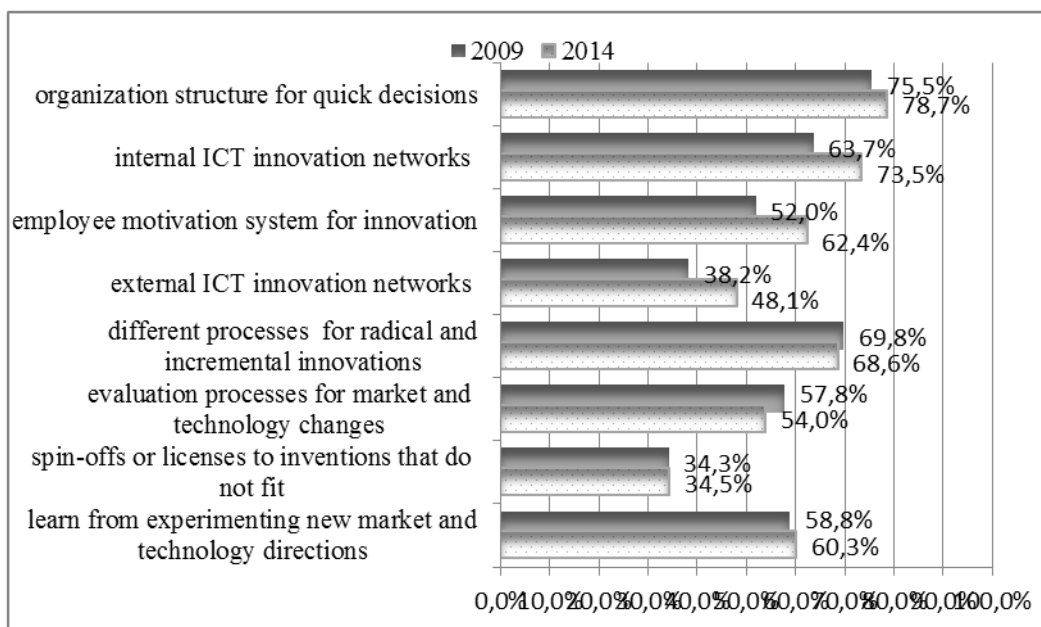 2009 2014
organization structure for quick decisions
75,5%
78,7%
internal ICT innovation networks
63,7%
73,5%
employee motivation system for innovation
52,0%
62,4%
external ICT innovation networks
38,2%
48,1%
different processes for radical and
incremental innovations
69,8%
68,6%
evaluation processes for market and
technology changes
57,8%
54,0%
spin-offs or licenses to inventions that do
not fit
34,3%
34,5%
learn from experimenting new market and
technology directions
58,8%
60,3%
0,0% 10,0% 20,0% 30,0% 40,0% 50,0% 60,0% 70,0% 80,0% 90,0% 100,0%